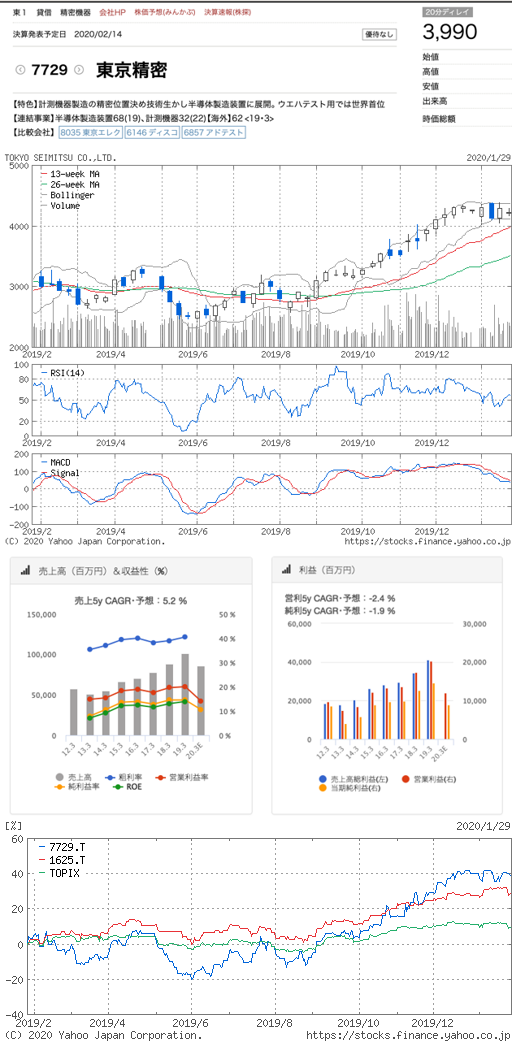 東1 貸借 精密機器 会社HP 株価予想(みんかぶ) 決算速報(株探)
20分ディレイ
3,990
決算発表予定日 2020/02/14
優待なし
7729 東京精密
始値
高値
安値
出来高
時価総額
【特色】計測機器製造の精密位置決め技術生かし半導体製造装置に展開。ウエハテスト用では世界首位
【連結事業】半導体製造装置68(19)、計測機器32(22)【海外】62 <19・3>
【比較会社】 8035 東京エレク 6146 ディスコ 6857 アドテスト
TOKYO SEIMITSU CO.,LTD. 2020/1/29
5000
13-week MA
26-week MA
Bollinger
Volume
4000
3000
2000
2019/2 2019/4 2019/6 2019/8 2019/10 2019/12
100
RSI(14)
80
50
20
0
2019/2 2019/4 2019/6 2019/8 2019/10 2019/12
200
MACD
Signal
100
0
-100
-200
2019/2 2019/4 2019/6 2019/8 2019/10 2019/12
(C) 2020 Yahoo Japan Corporation. https://stocks.finance.yahoo.co.jp
売上高（百万円）＆収益性（%）
売上5y CAGR・予想：5.2 %
150,000 50 %
40 %
100,000
30 %
50,000 20 %
10 %
0 0 %
12.3 13.3 14.3 15.3 16.3 17.3 18.3 19.3 20.3E
売上高 粗利率 営業利益率
純利益率 ROE
利益（百万円）
営利5y CAGR・予想：-2.4 %
純利5y CAGR・予想：-1.9 %
60,000 30,000
40,000 20,000
20,000 10,000
0 0
12.3 13.3 14.3 15.3 16.3 17.3 18.3 19.3 20.3E
売上高総利益(左) 営業利益(右)
当期純利益(右)
[%] 2020/1/29
60
7729.T
1625.T
TOPIX
40
20
0
-20
-40
2019/2 2019/4 2019/6 2019/8 2019/10 2019/12
(C) 2020 Yahoo Japan Corporation. https://stocks.finance.yahoo.co.jp